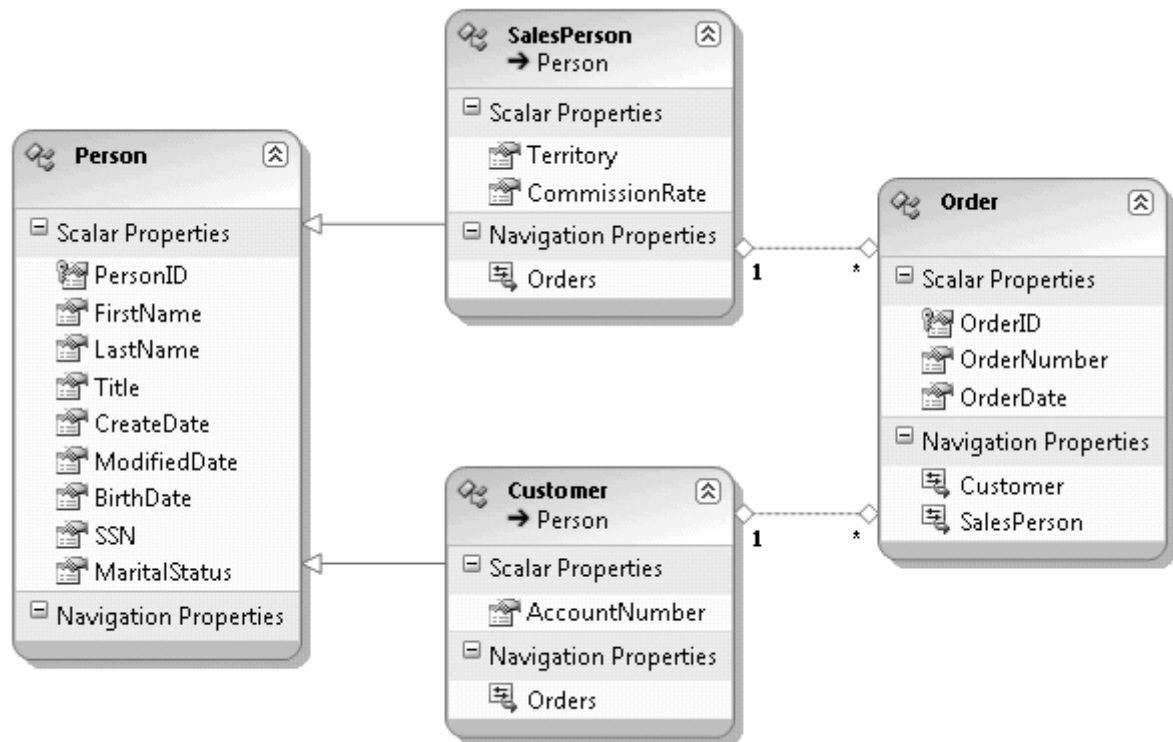 Person
Scalar Properties
PersonID
FirstName
LastName
Title
CreateDate
ModifiedDate
BirthDate
SSN
MaritalStatus
Navigation Properties
SalesPerson
➔ Person
Scalar Properties
Territory
CommissionRate
Navigation Properties
Orders
1
*
Customer
➔ Person
Scalar Properties
AccountNumber
Navigation Properties
Orders
1
*
Order
Scalar Properties
OrderID
OrderNumber
OrderDate
Navigation Properties
Customer
SalesPerson